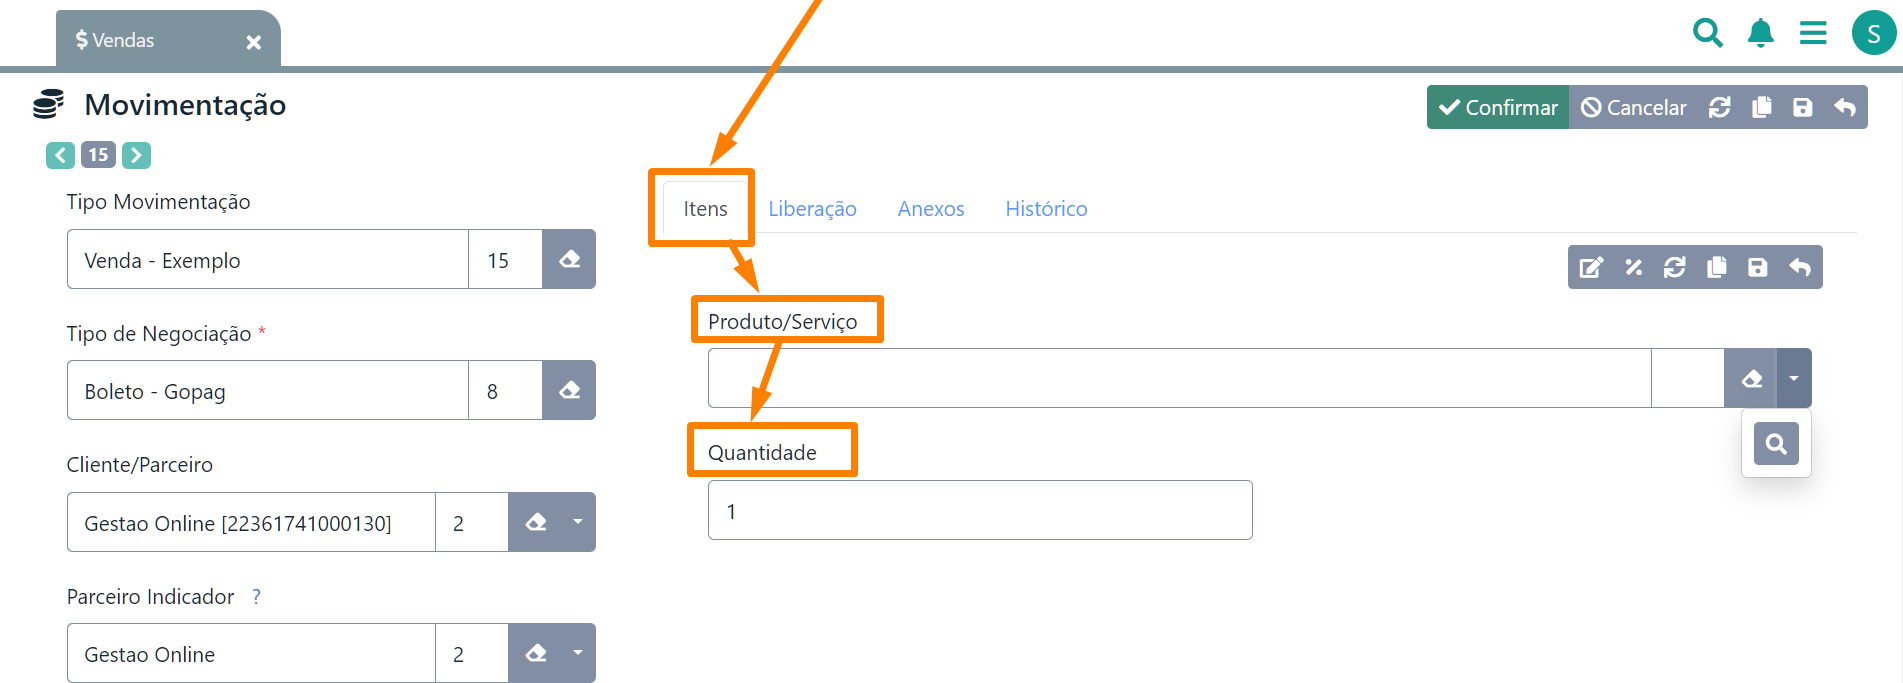 $ Vendas
S
Movimentação
Confirmar
Cancelar
15
Tipo Movimentação
Venda - Exemplo
15
Tipo de Negociação *
Boleto - Gopag
8
Cliente/Parceiro
Gestao Online [22361741000130]
2
Parceiro Indicador ?
Gestao Online
2
Itens
Liberação
Anexos
Histórico
Produto/Serviço
Quantidade
1